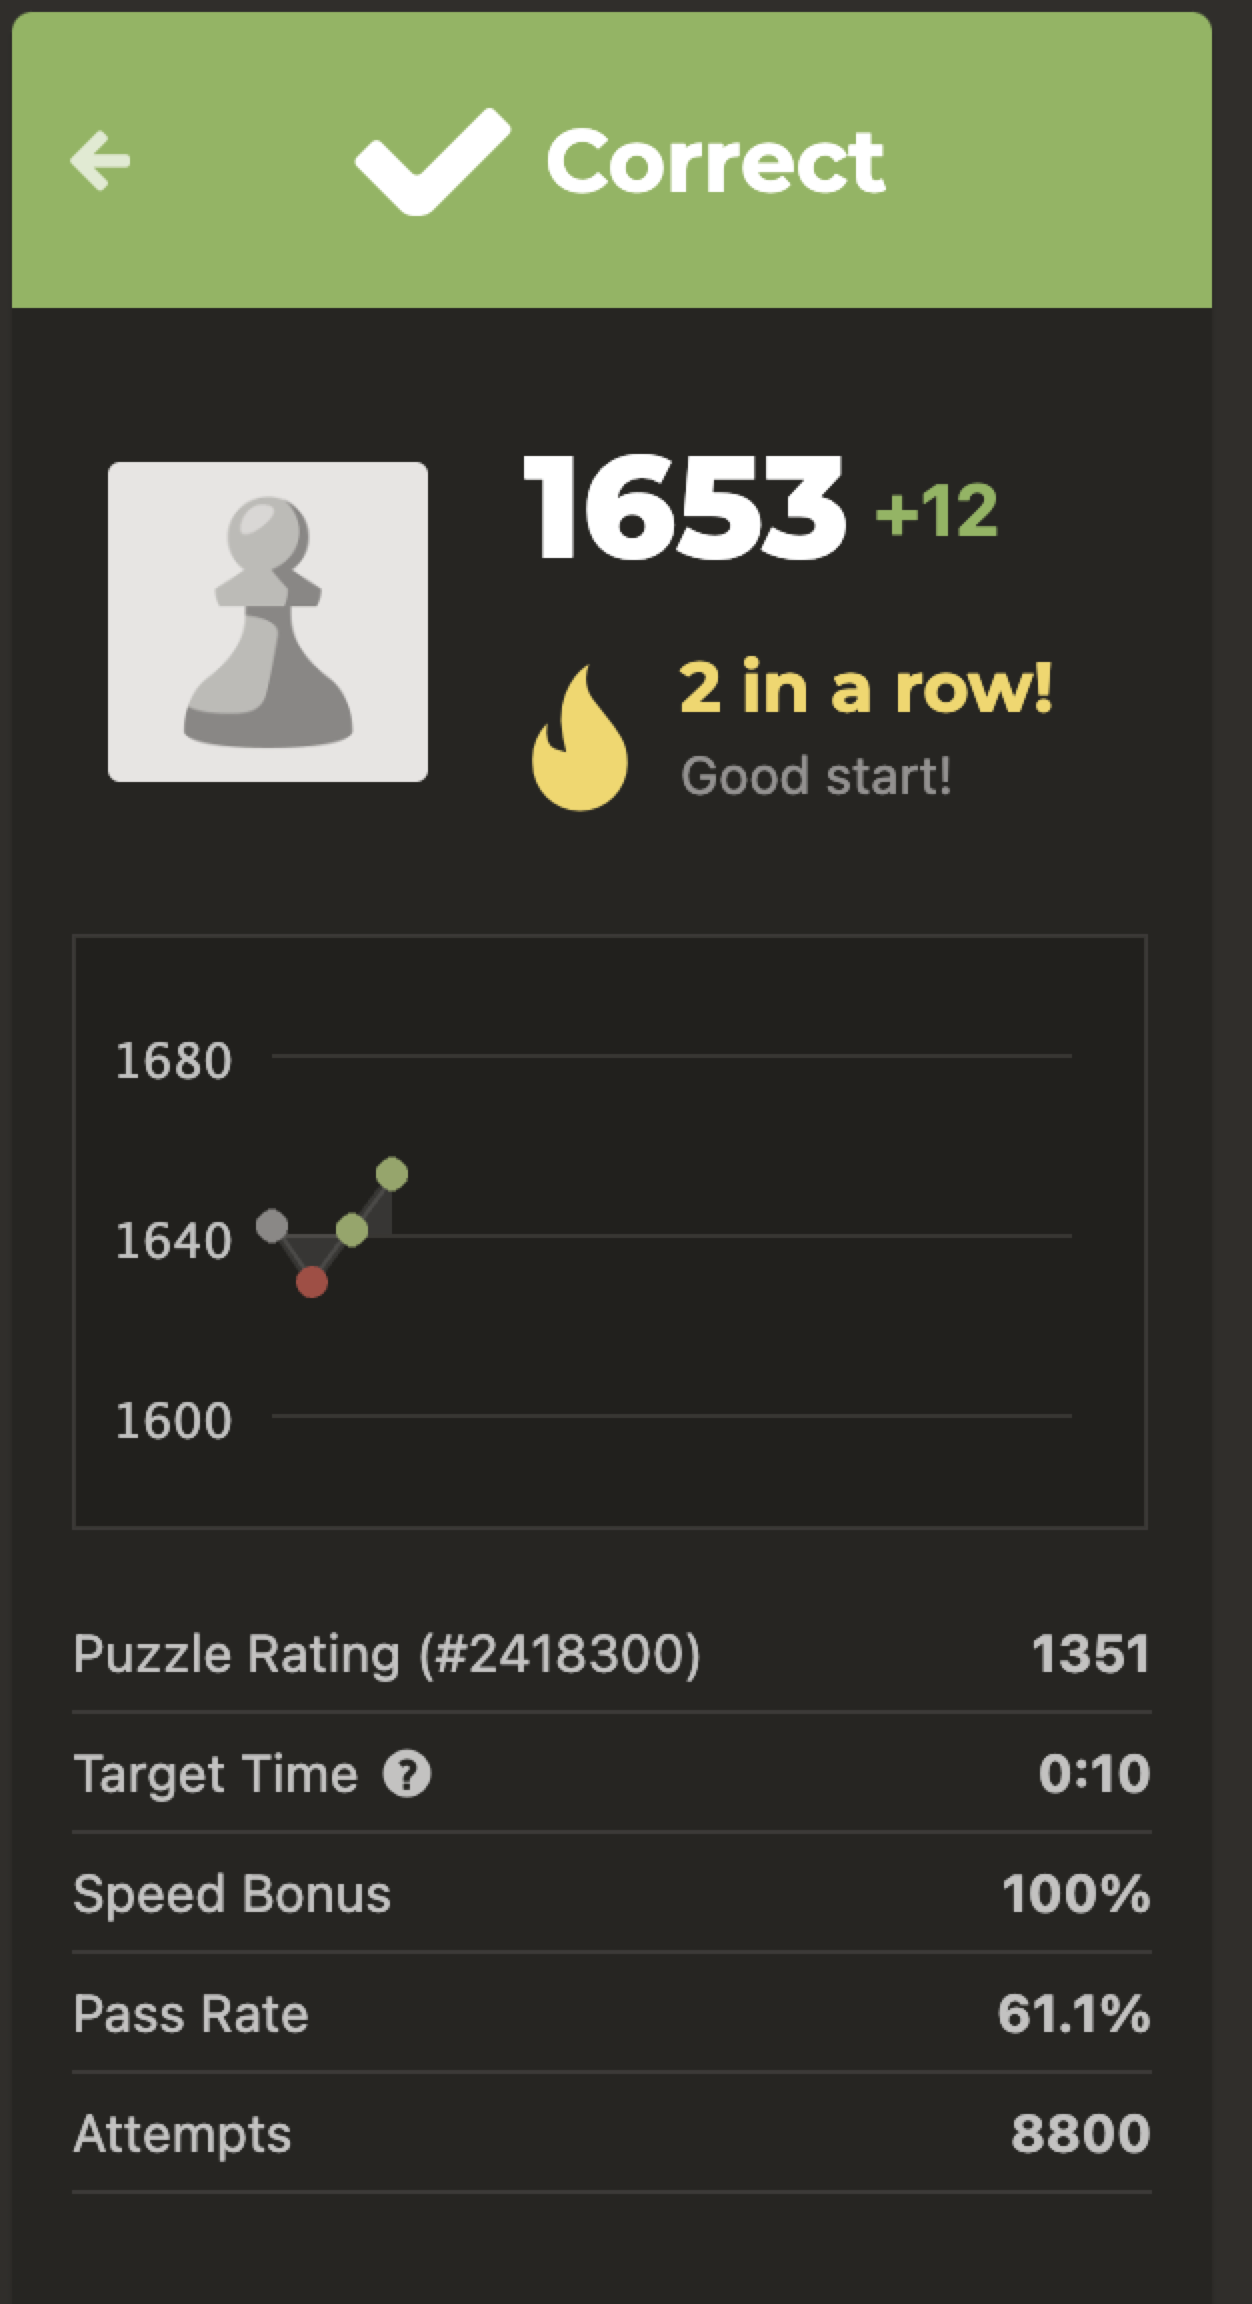 Correct
1653 +12
2 in a row!
Good start!
1680
1640
1600
Puzzle Rating (#2418300) 1351
Target Time ? 0:10
Speed Bonus 100%
Pass Rate 61.1%
Attempts 8800